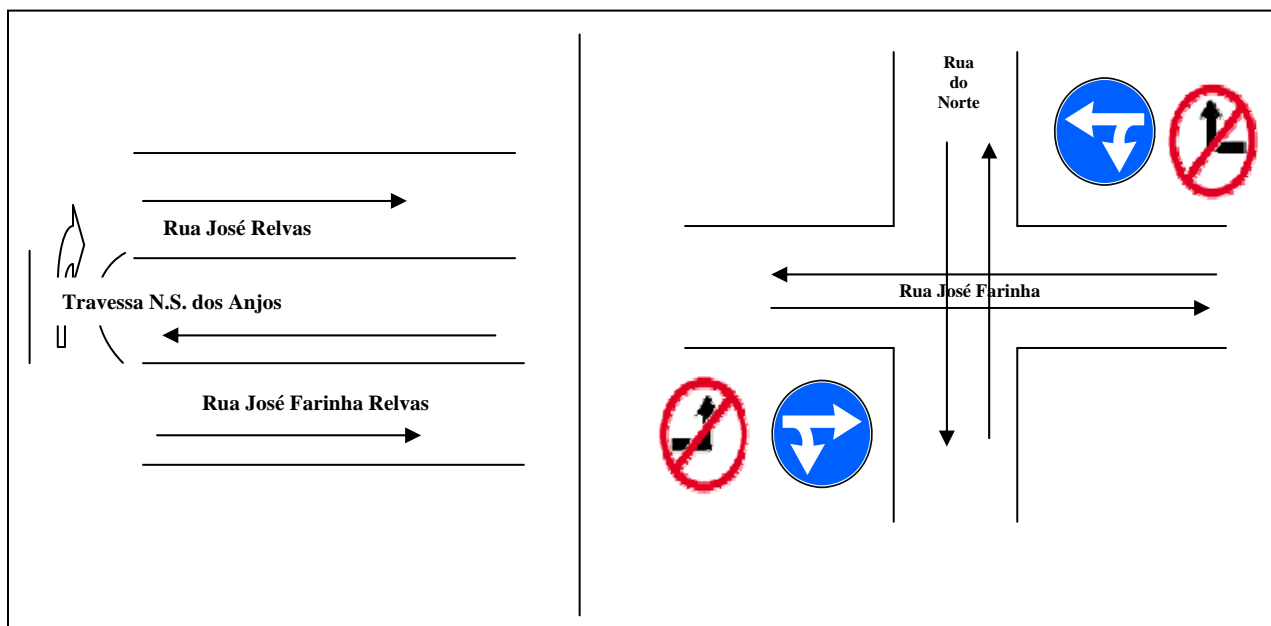 Rua José Relvas
Travessa N.S. dos Anjos
Rua José Farinha Relvas
Rua
do
Norte
Rua José Farinha